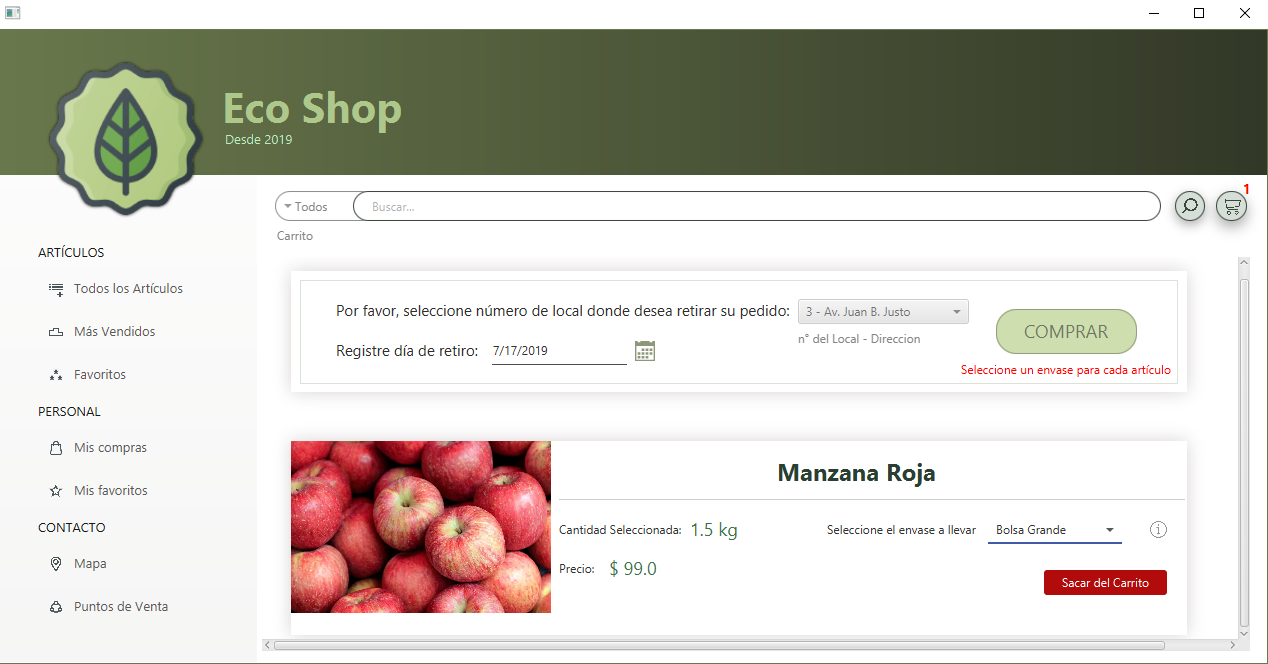 Eco Shop
Desde 2019
1
Todos
Buscar...
Carrito
ARTÍCULOS
Todos los Artículos
Más Vendidos
Favoritos
PERSONAL
Mis compras
Mis favoritos
CONTACTO
Mapa
Puntos de Venta
Por favor, seleccione número de local donde desea retirar su pedido: 3 - Av. Juan B. Justo
n° del Local - Direccion
Registre día de retiro: 7/17/2019
COMPRAR
Seleccione un envase para cada artículo
Manzana Roja
Cantidad Seleccionada: 1.5 kg
Seleccione el envase a llevar Bolsa Grande
Precio: $ 99.0
Sacar del Carrito